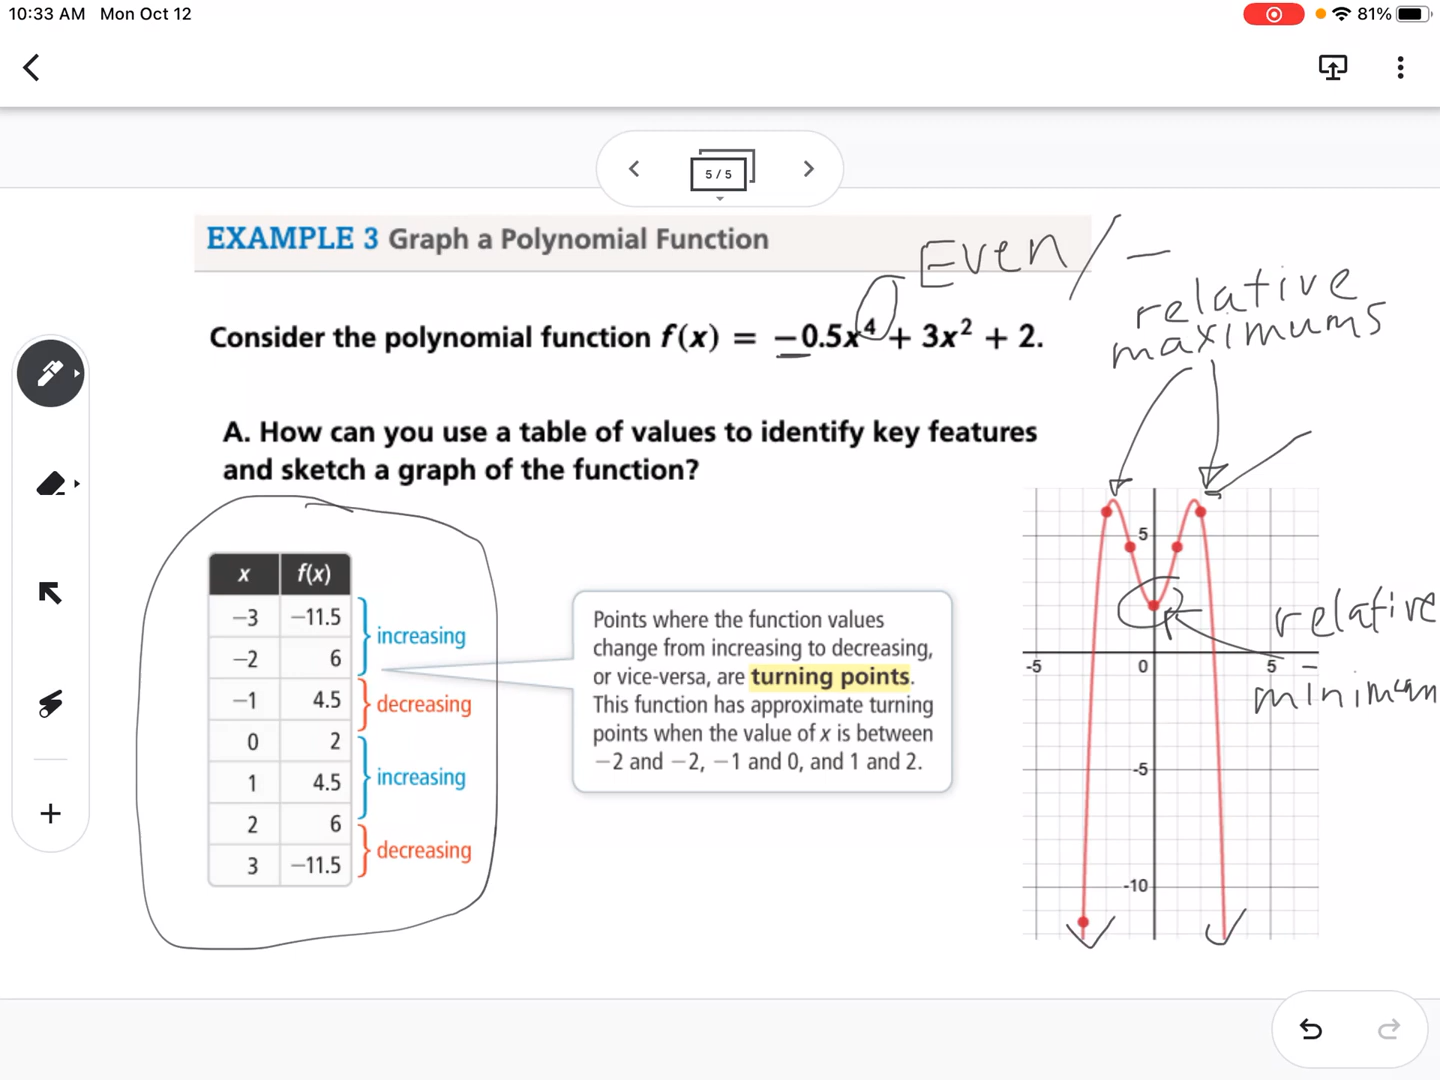 10:33 AM Mon Oct 12
81%
5 / 5
EXAMPLE 3 Graph a Polynomial Function
Even / −
relative
maximums
Consider the polynomial function f(x) = −0.5x⁴ + 3x² + 2.
A. How can you use a table of values to identify key features
and sketch a graph of the function?
x f(x)
−3 −11.5
−2 6
−1 4.5
0 2
1 4.5
2 6
3 −11.5
increasing
decreasing
increasing
decreasing
Points where the function values
change from increasing to decreasing,
or vice-versa, are turning points.
This function has approximate turning
points when the value of x is between
−2 and −2, −1 and 0, and 1 and 2.
5
-5 0 5
-5
-10
relative
minimum